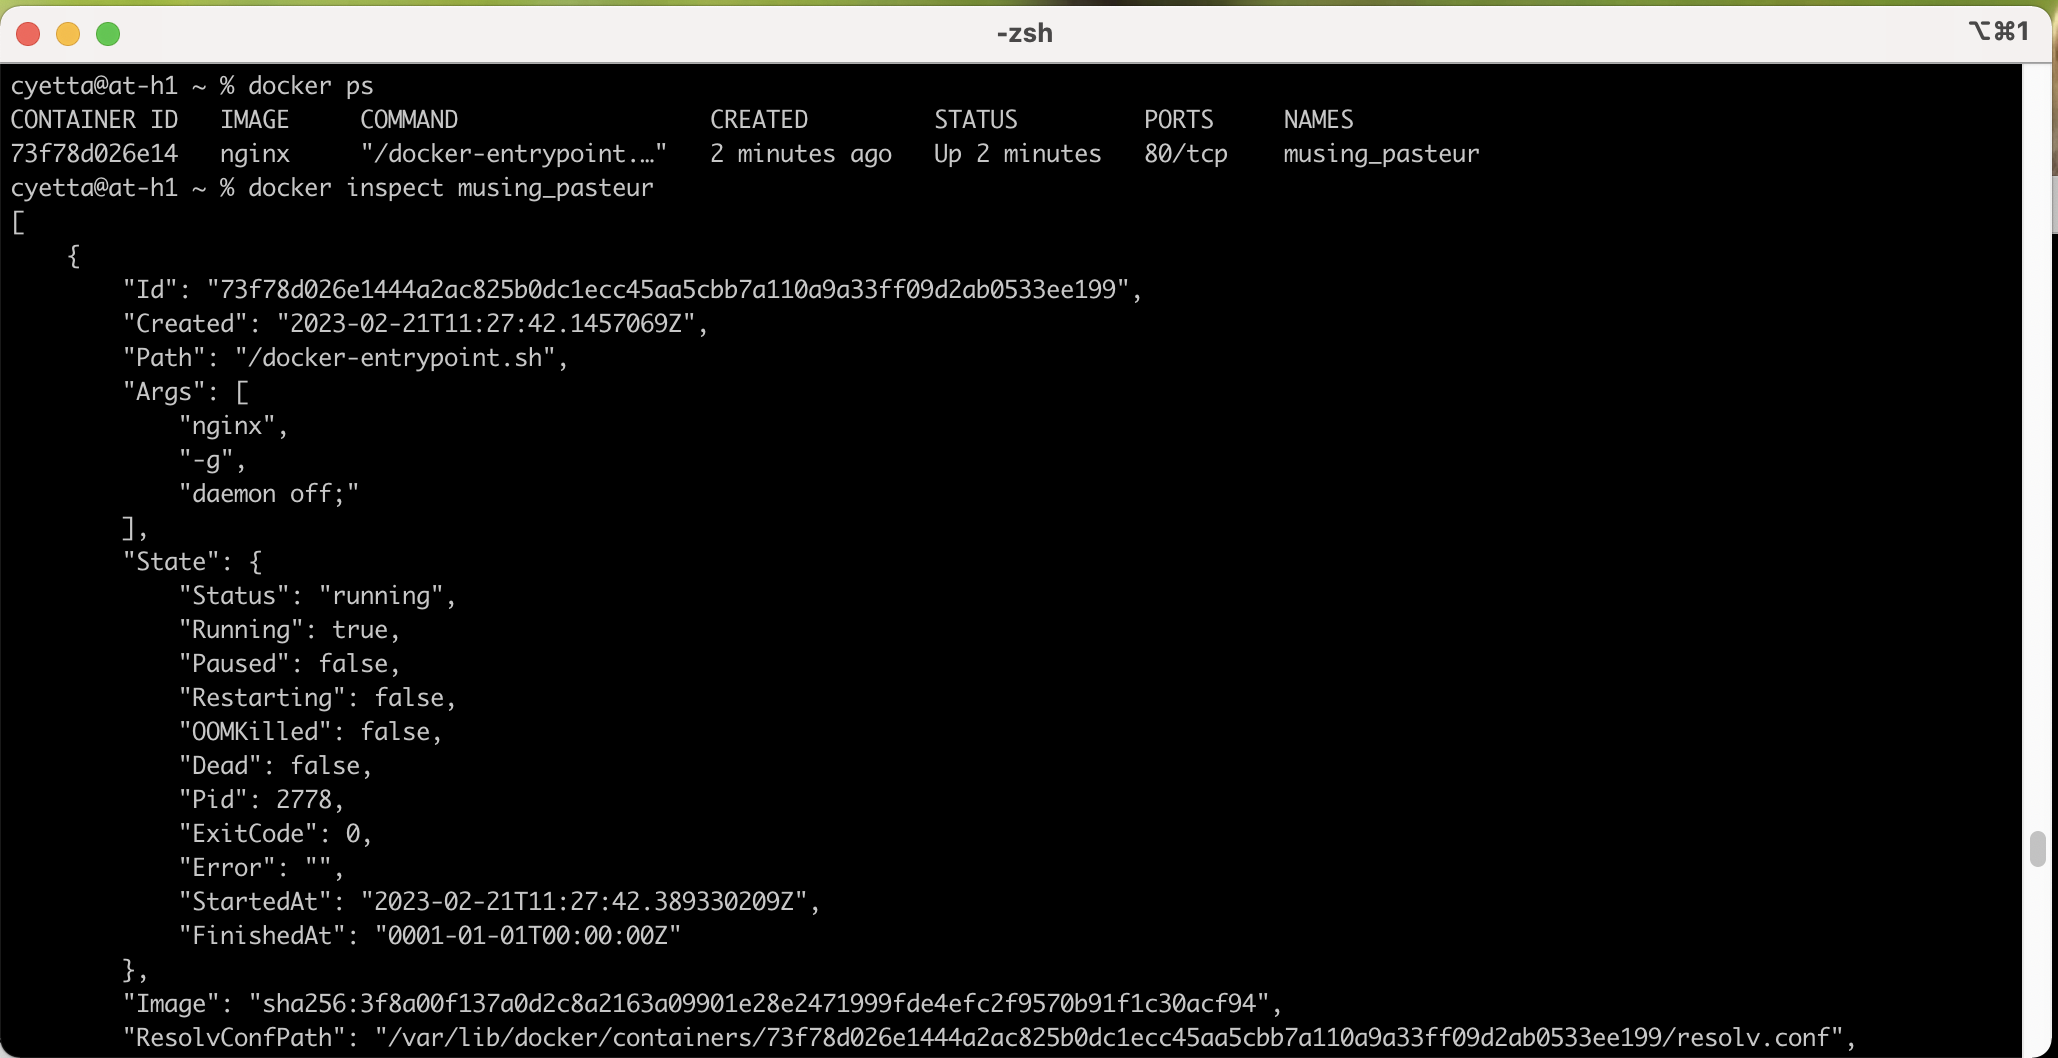 -zsh
⌥⌘1
cyetta@at-h1 ~ % docker ps
CONTAINER ID   IMAGE     COMMAND                  CREATED         STATUS         PORTS     NAMES
73f78d026e14   nginx     "/docker-entrypoint.…"   2 minutes ago   Up 2 minutes   80/tcp    musing_pasteur
cyetta@at-h1 ~ % docker inspect musing_pasteur
[
    {
        "Id": "73f78d026e1444a2ac825b0dc1ecc45aa5cbb7a110a9a33ff09d2ab0533ee199",
        "Created": "2023-02-21T11:27:42.1457069Z",
        "Path": "/docker-entrypoint.sh",
        "Args": [
            "nginx",
            "-g",
            "daemon off;"
        ],
        "State": {
            "Status": "running",
            "Running": true,
            "Paused": false,
            "Restarting": false,
            "OOMKilled": false,
            "Dead": false,
            "Pid": 2778,
            "ExitCode": 0,
            "Error": "",
            "StartedAt": "2023-02-21T11:27:42.389330209Z",
            "FinishedAt": "0001-01-01T00:00:00Z"
        },
        "Image": "sha256:3f8a00f137a0d2c8a2163a09901e28e2471999fde4efc2f9570b91f1c30acf94",
        "ResolvConfPath": "/var/lib/docker/containers/73f78d026e1444a2ac825b0dc1ecc45aa5cbb7a110a9a33ff09d2ab0533ee199/resolv.conf",